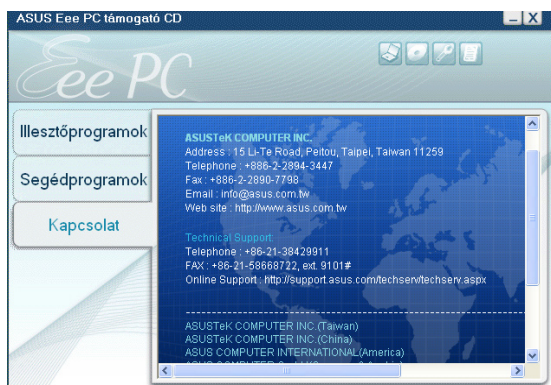 ASUS Eee PC támogató CD
Eee PC
Illesztőprogramok
Segédprogramok
Kapcsolat
ASUSTeK COMPUTER INC.
Address : 15 Li-Te Road, Peitou, Taipei, Taiwan 11259
Telephone : +886-2-2894-3447
Fax : +886-2-2890-7798
Email : info@asus.com.tw
Web site : http://www.asus.com.tw
Technical Support:
Telephone : +86-21-38429911
FAX : +86-21-58668722, ext. 9101#
Online Support : http://support.asus.com/techserv/techserv.aspx
ASUSTeK COMPUTER INC.(Taiwan)
ASUSTeK COMPUTER INC.(China)
ASUS COMPUTER INTERNATIONAL(America)